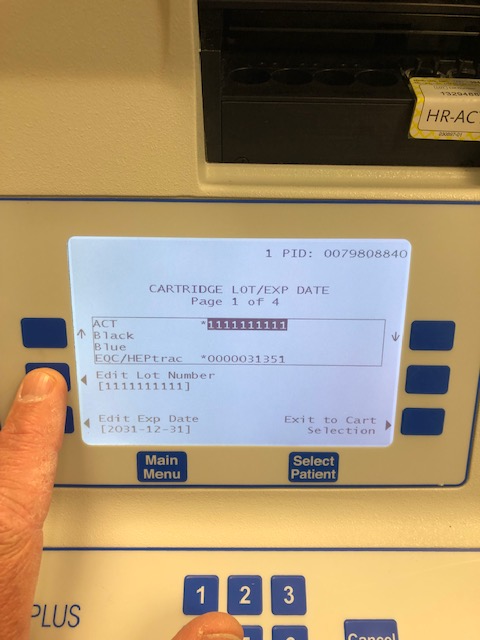 HR-AC
1 PID: 0079808840
CARTRIDGE LOT/EXP DATE
Page 1 of 4
ACT *1111111111
Black
Blue
EQC/HEPtrac *0000031351
Edit Lot Number
[1111111111]
Edit Exp Date
[2031-12-31]
Exit to Cart
Selection
Main
Menu
Select
Patient
PLUS
1 2 3
Cancel